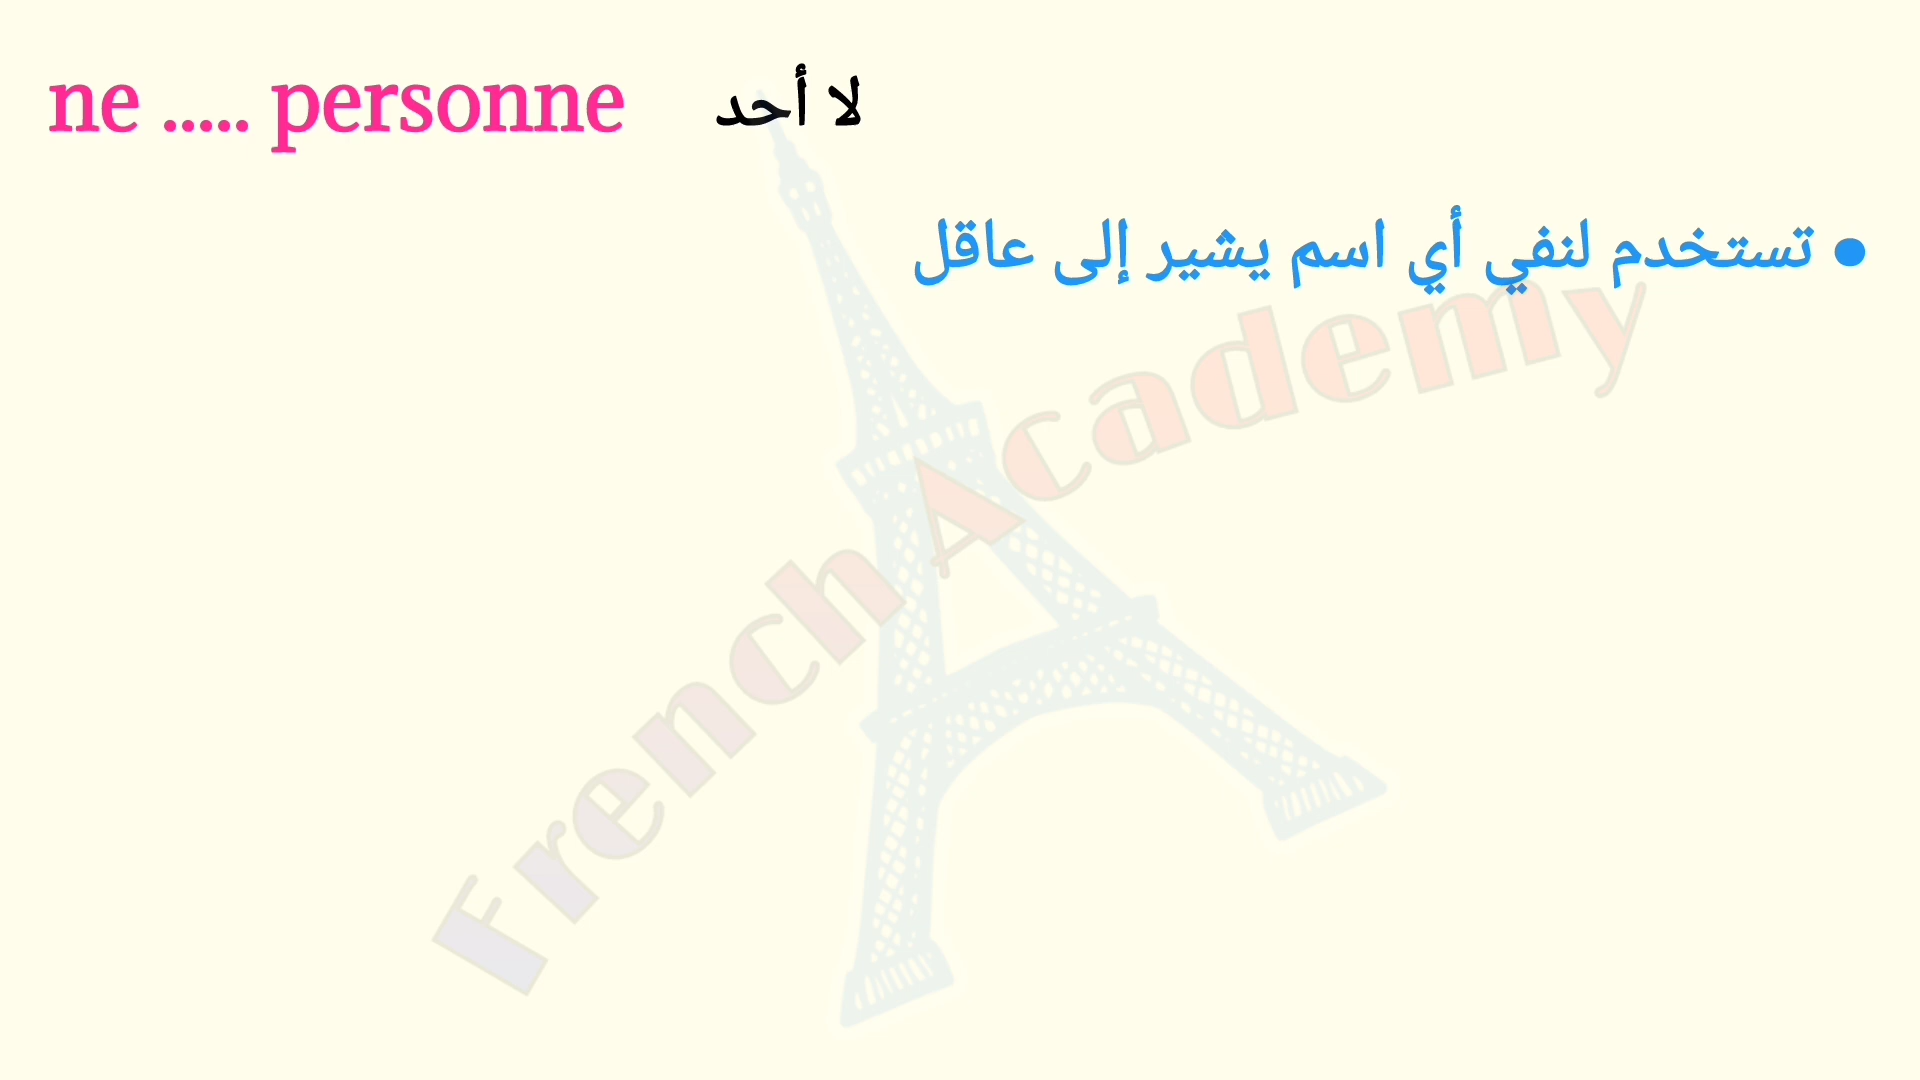 ne ..... personne لا أحد
● تستخدم لنفي أي اسم يشير إلى عاقل
French Academy